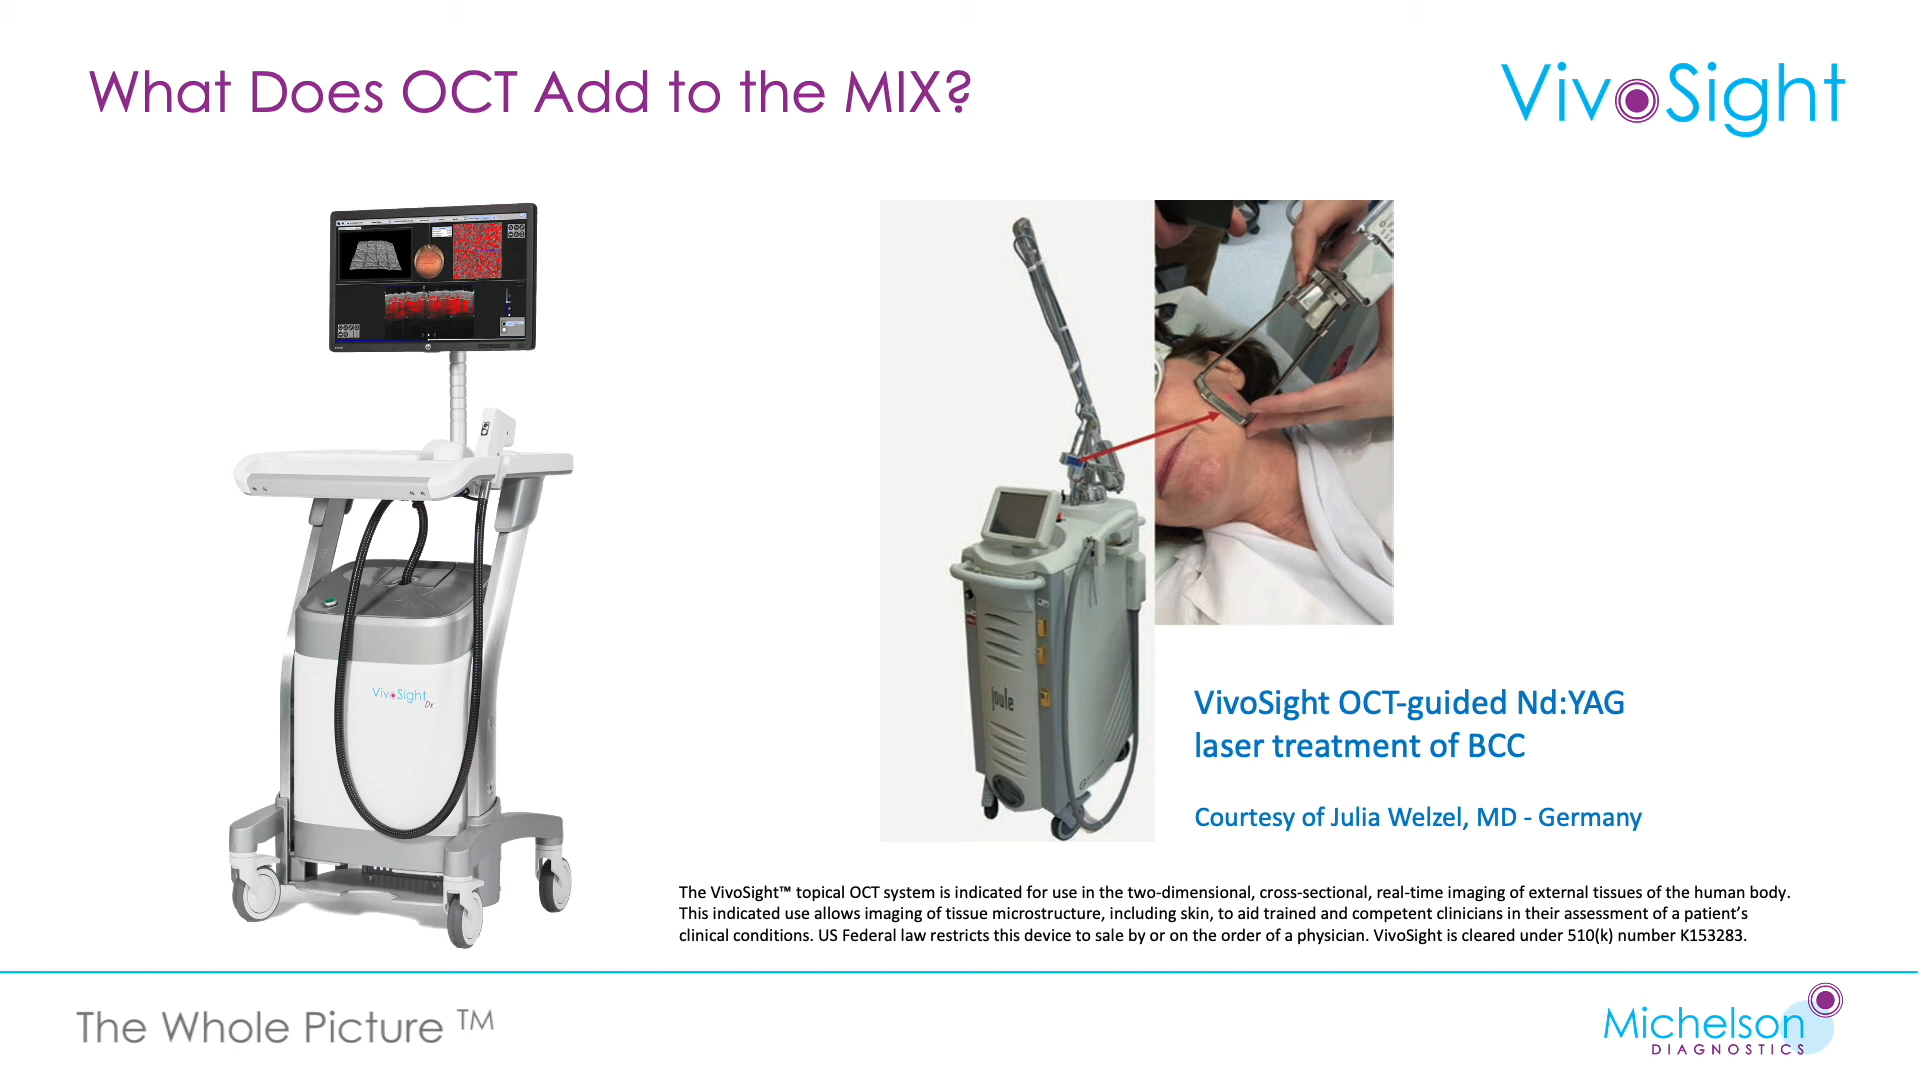 What Does OCT Add to the MIX?
VivoSight
VivoSight
Dx
joule
VivoSight OCT-guided Nd:YAG
laser treatment of BCC
Courtesy of Julia Welzel, MD - Germany
The VivoSight™ topical OCT system is indicated for use in the two-dimensional, cross-sectional, real-time imaging of external tissues of the human body.
This indicated use allows imaging of tissue microstructure, including skin, to aid trained and competent clinicians in their assessment of a patient’s
clinical conditions. US Federal law restricts this device to sale by or on the order of a physician. VivoSight is cleared under 510(k) number K153283.
The Whole Picture TM
Michelson
DIAGNOSTICS